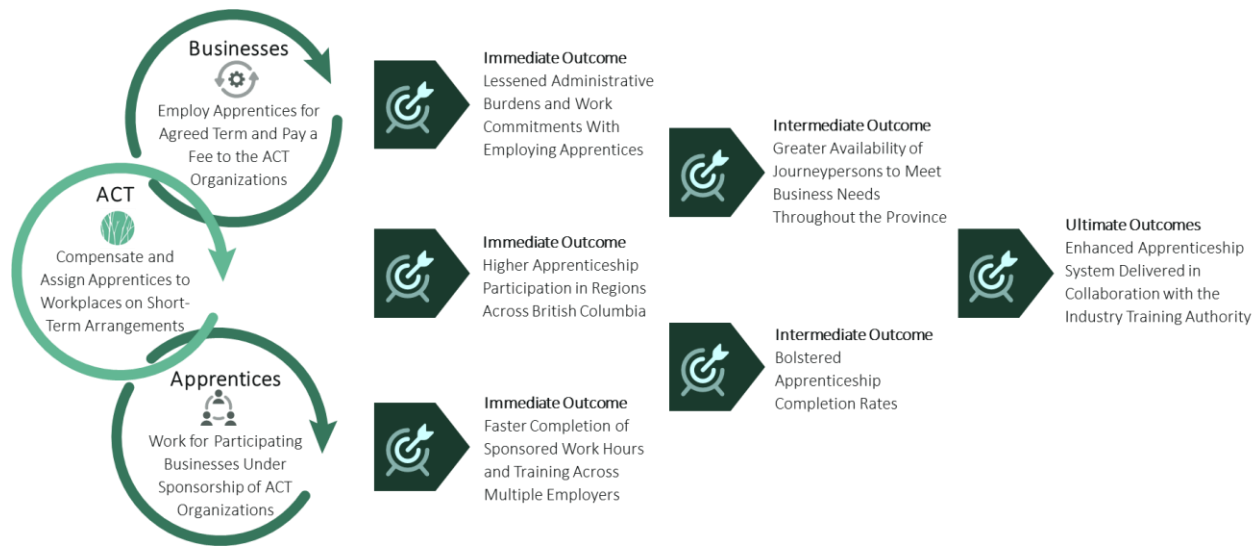 Businesses
Employ Apprentices for
Agreed Term and Pay a
Fee to the ACT
Organizations
ACT
Compensate and
Assign Apprentices to
Workplaces on Short-
Term Arrangements
Apprentices
Work for Participating
Businesses Under
Sponsorship of ACT
Organizations
Immediate Outcome
Lessened Administrative
Burdens and Work
Commitments With
Employing Apprentices
Immediate Outcome
Higher Apprenticeship
Participation in Regions
Across British Columbia
Immediate Outcome
Faster Completion of
Sponsored Work Hours
and Training Across
Multiple Employers
Intermediate Outcome
Greater Availability of
Journeypersons to Meet
Business Needs
Throughout the Province
Intermediate Outcome
Bolstered
Apprenticeship
Completion Rates
Ultimate Outcomes
Enhanced Apprenticeship
System Delivered in
Collaboration with the
Industry Training Authority